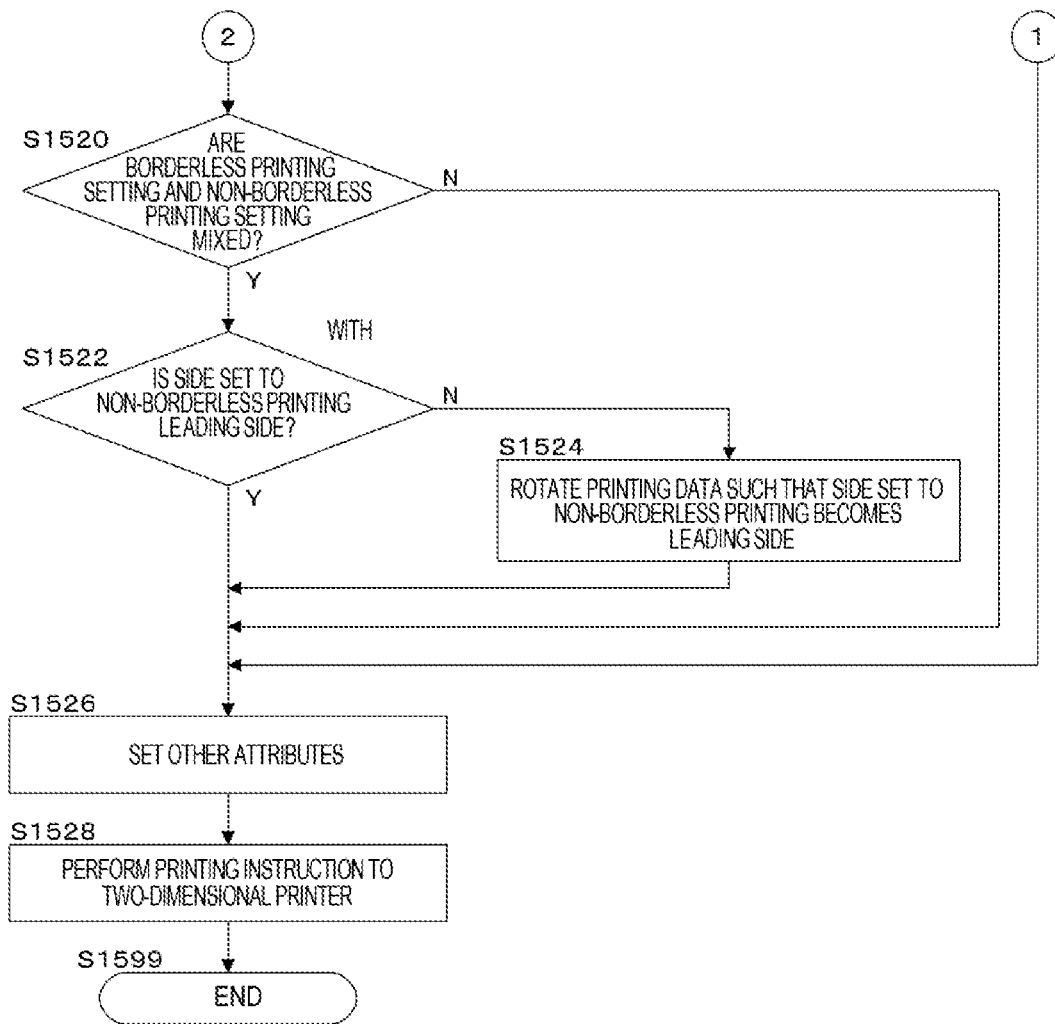 2
1
S1520
ARE
BORDERLESS PRINTING
SETTING AND NON-BORDERLESS
PRINTING SETTING
MIXED?
N
Y
WITH
S1522
IS SIDE SET TO
NON-BORDERLESS PRINTING
LEADING SIDE?
N
Y
S1524
ROTATE PRINTING DATA SUCH THAT SIDE SET TO
NON-BORDERLESS PRINTING BECOMES
LEADING SIDE
S1526
SET OTHER ATTRIBUTES
S1528
PERFORM PRINTING INSTRUCTION TO
TWO-DIMENSIONAL PRINTER
S1599
END